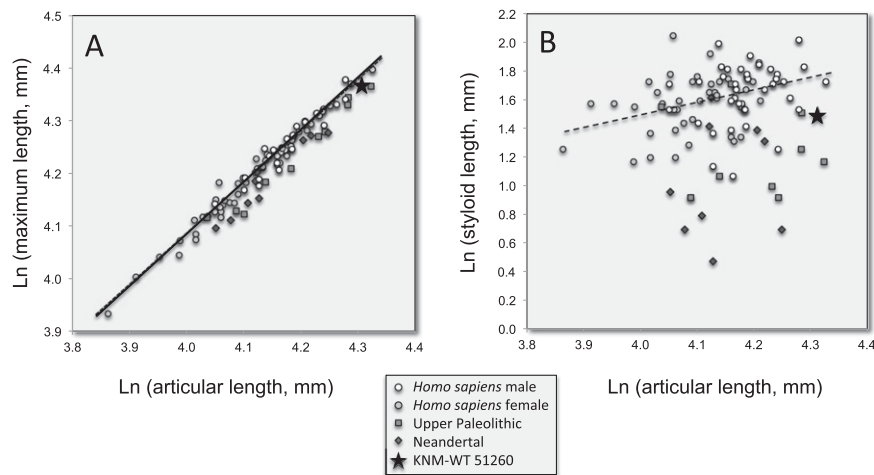 A
4.5
4.4
4.3
4.2
4.1
4.0
3.9
3.8
4.0
4.1
4.2
4.3
4.4
Ln (maximum length, mm)
Ln (articular length, mm)
B
2.2
2.0
1.8
1.6
1.4
1.2
1.0
0.8
0.6
0.4
0.2
0.0
3.8
3.9
4.0
4.1
4.2
4.3
4.4
Ln (styloid length, mm)
Ln (articular length, mm)
Homo sapiens male
Homo sapiens female
Upper Paleolithic
Neandertal
KNM-WT 51260